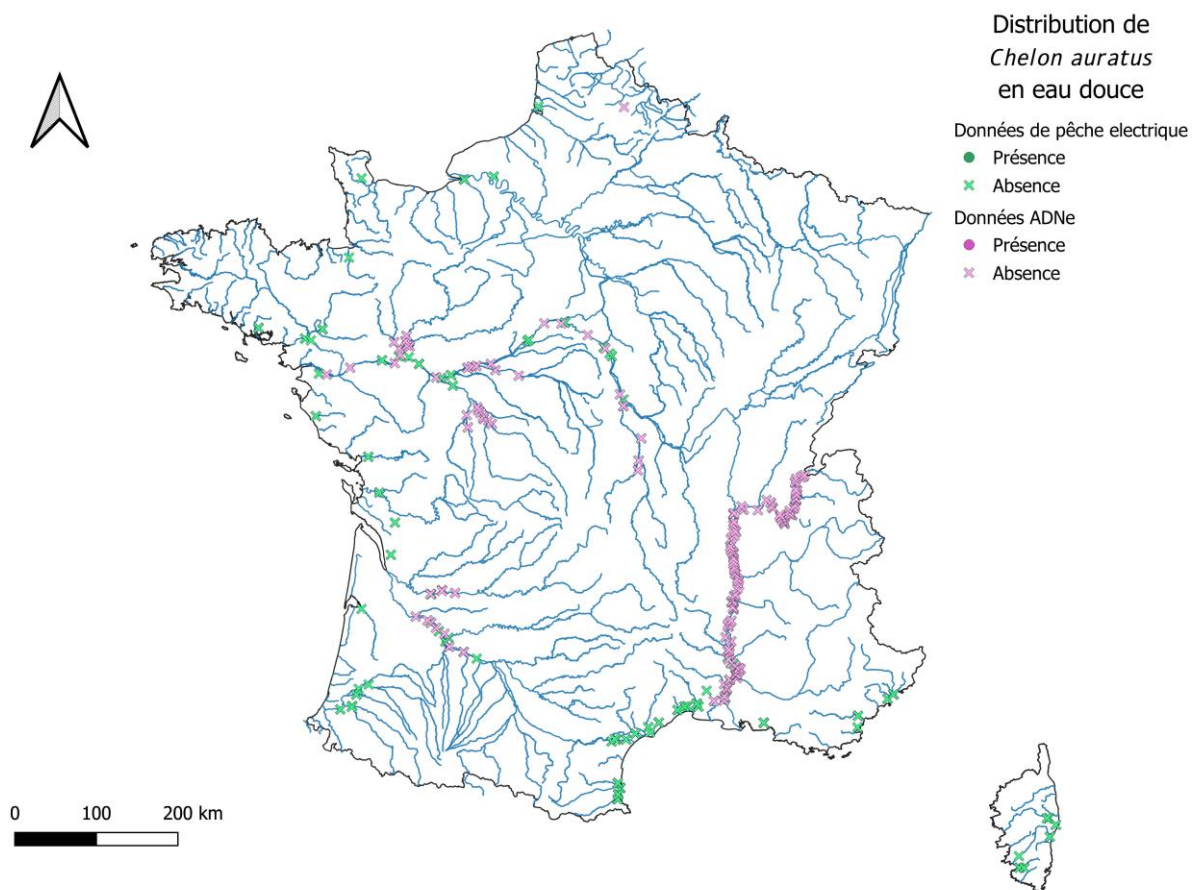 Distribution de
Chelon auratus
en eau douce
Données de pêche electrique
Présence
Absence
Données ADNe
Présence
Absence
0 100 200 km